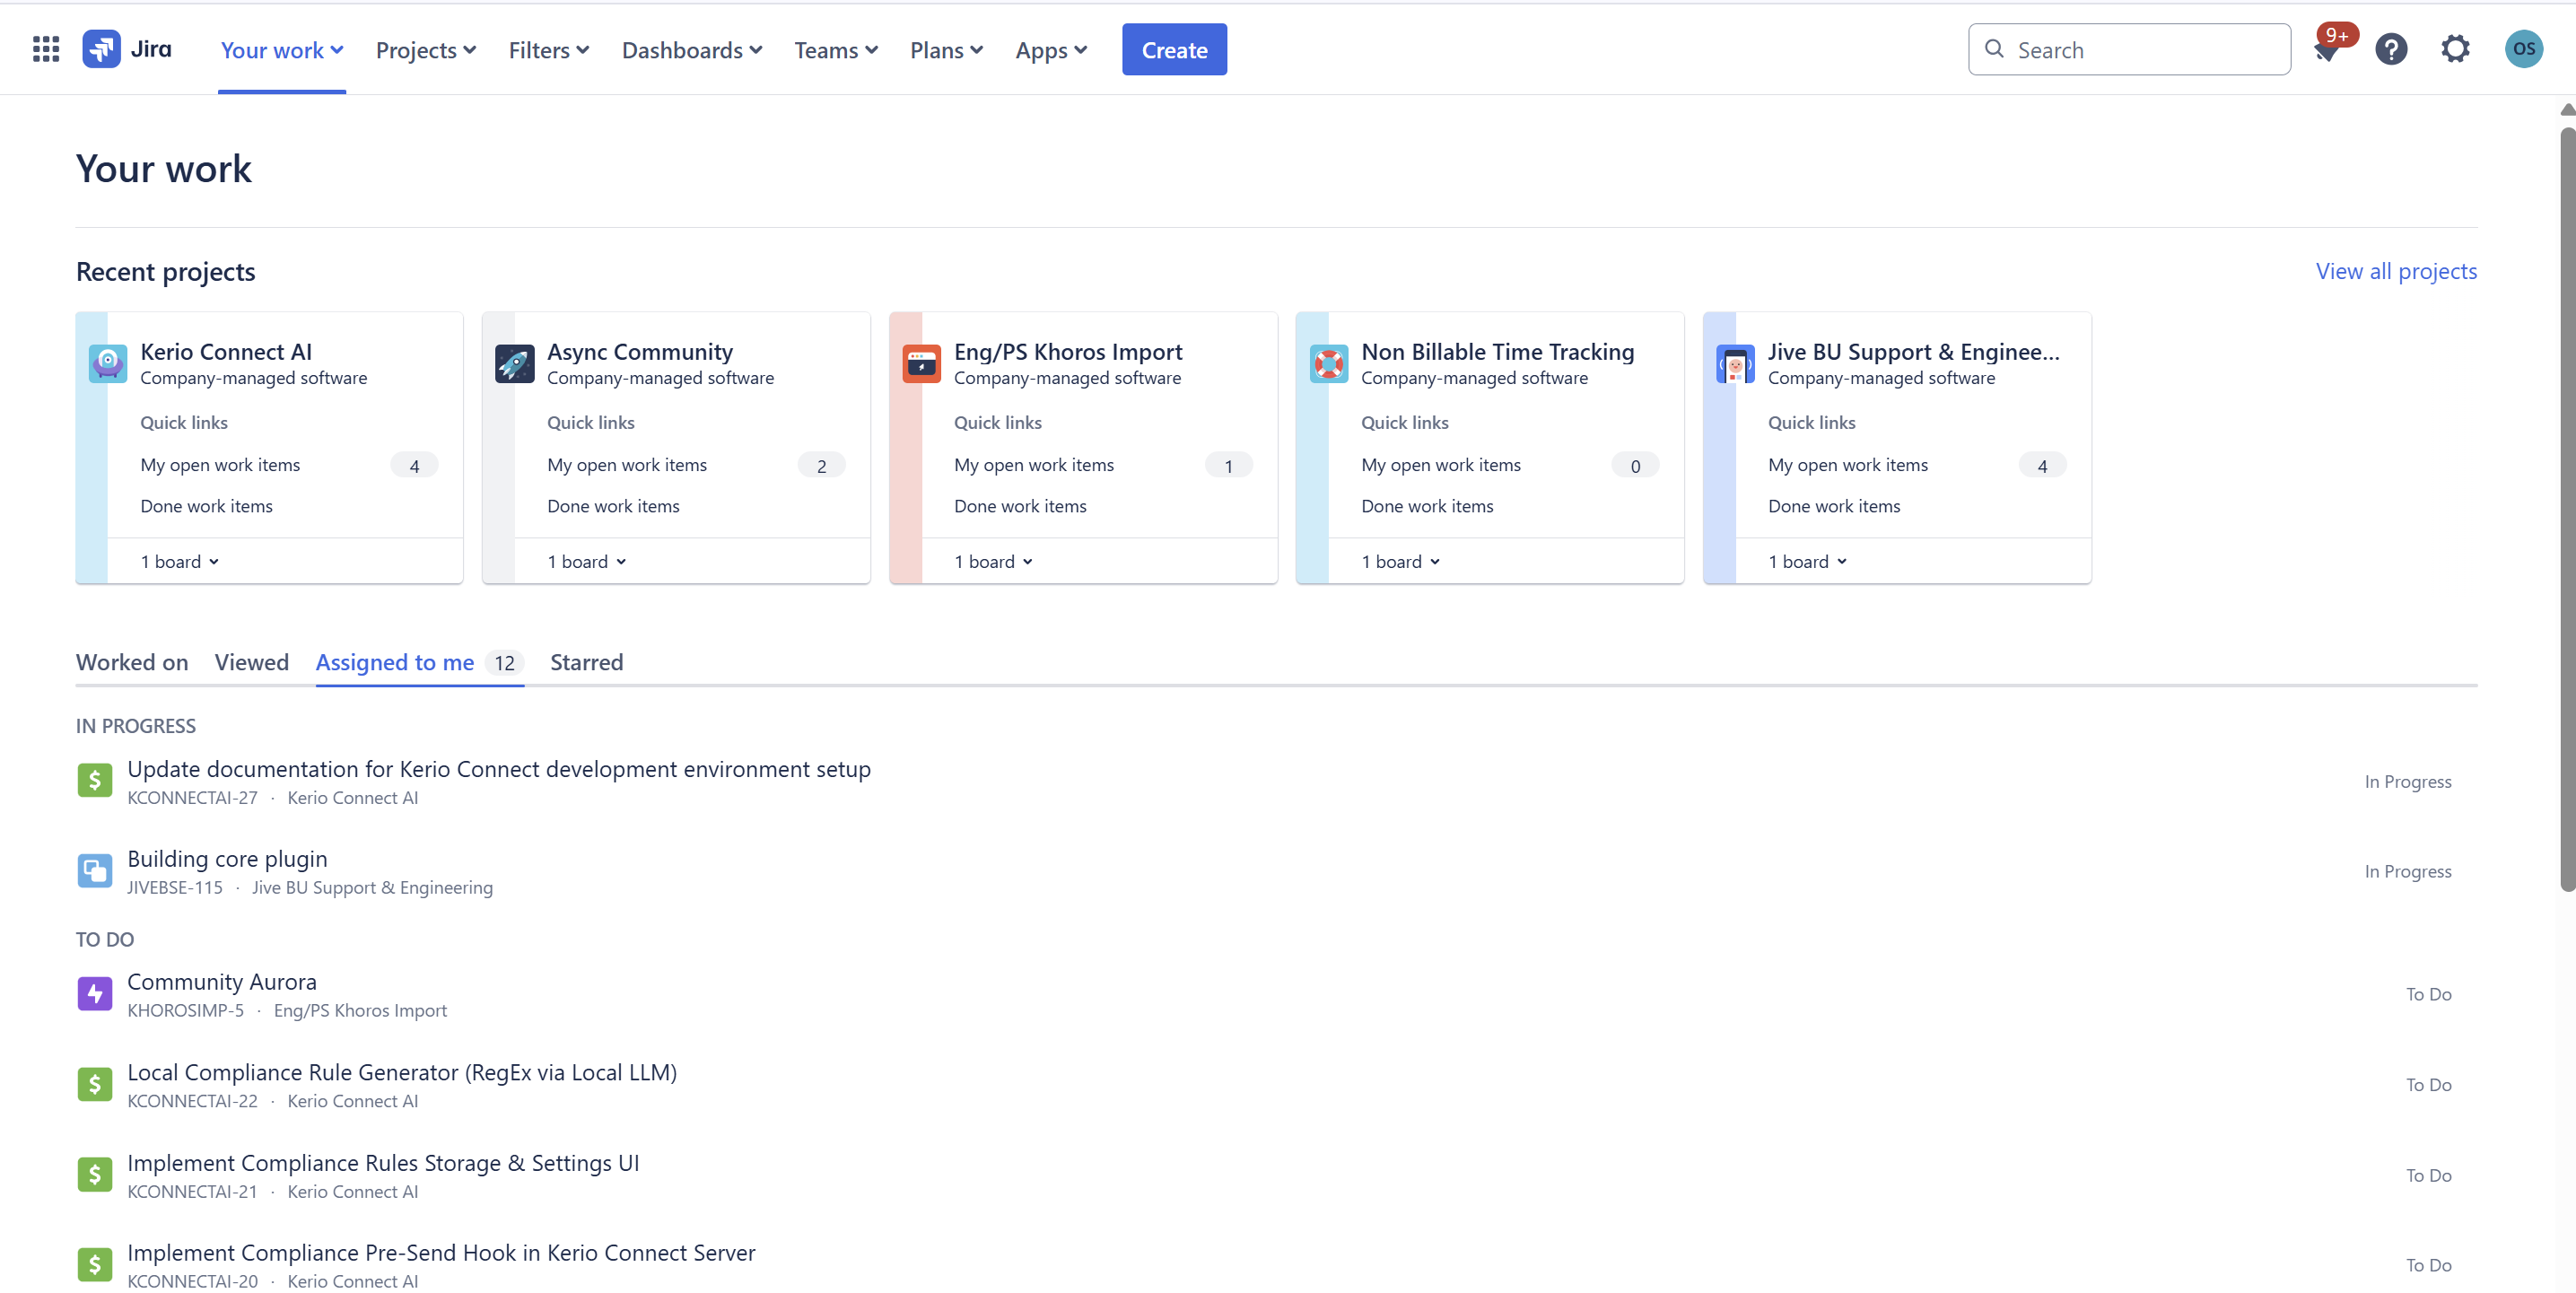 Jira
Your work
Projects
Filters
Dashboards
Teams
Plans
Apps
Create
Search
9+
?
OS
Your work
Recent projects
View all projects
Kerio Connect AI
Company-managed software
Quick links
My open work items 4
Done work items
1 board
Async Community
Company-managed software
Quick links
My open work items 2
Done work items
1 board
Eng/PS Khoros Import
Company-managed software
Quick links
My open work items 1
Done work items
1 board
Non Billable Time Tracking
Company-managed software
Quick links
My open work items 0
Done work items
1 board
Jive BU Support & Enginee...
Company-managed software
Quick links
My open work items 4
Done work items
1 board
Worked on
Viewed
Assigned to me 12
Starred
IN PROGRESS
$ Update documentation for Kerio Connect development environment setup
KCONNECTAI-27 · Kerio Connect AI
In Progress
Building core plugin
JIVEBSE-115 · Jive BU Support & Engineering
In Progress
TO DO
Community Aurora
KHOROSIMP-5 · Eng/PS Khoros Import
To Do
$ Local Compliance Rule Generator (RegEx via Local LLM)
KCONNECTAI-22 · Kerio Connect AI
To Do
$ Implement Compliance Rules Storage & Settings UI
KCONNECTAI-21 · Kerio Connect AI
To Do
$ Implement Compliance Pre-Send Hook in Kerio Connect Server
KCONNECTAI-20 · Kerio Connect AI
To Do